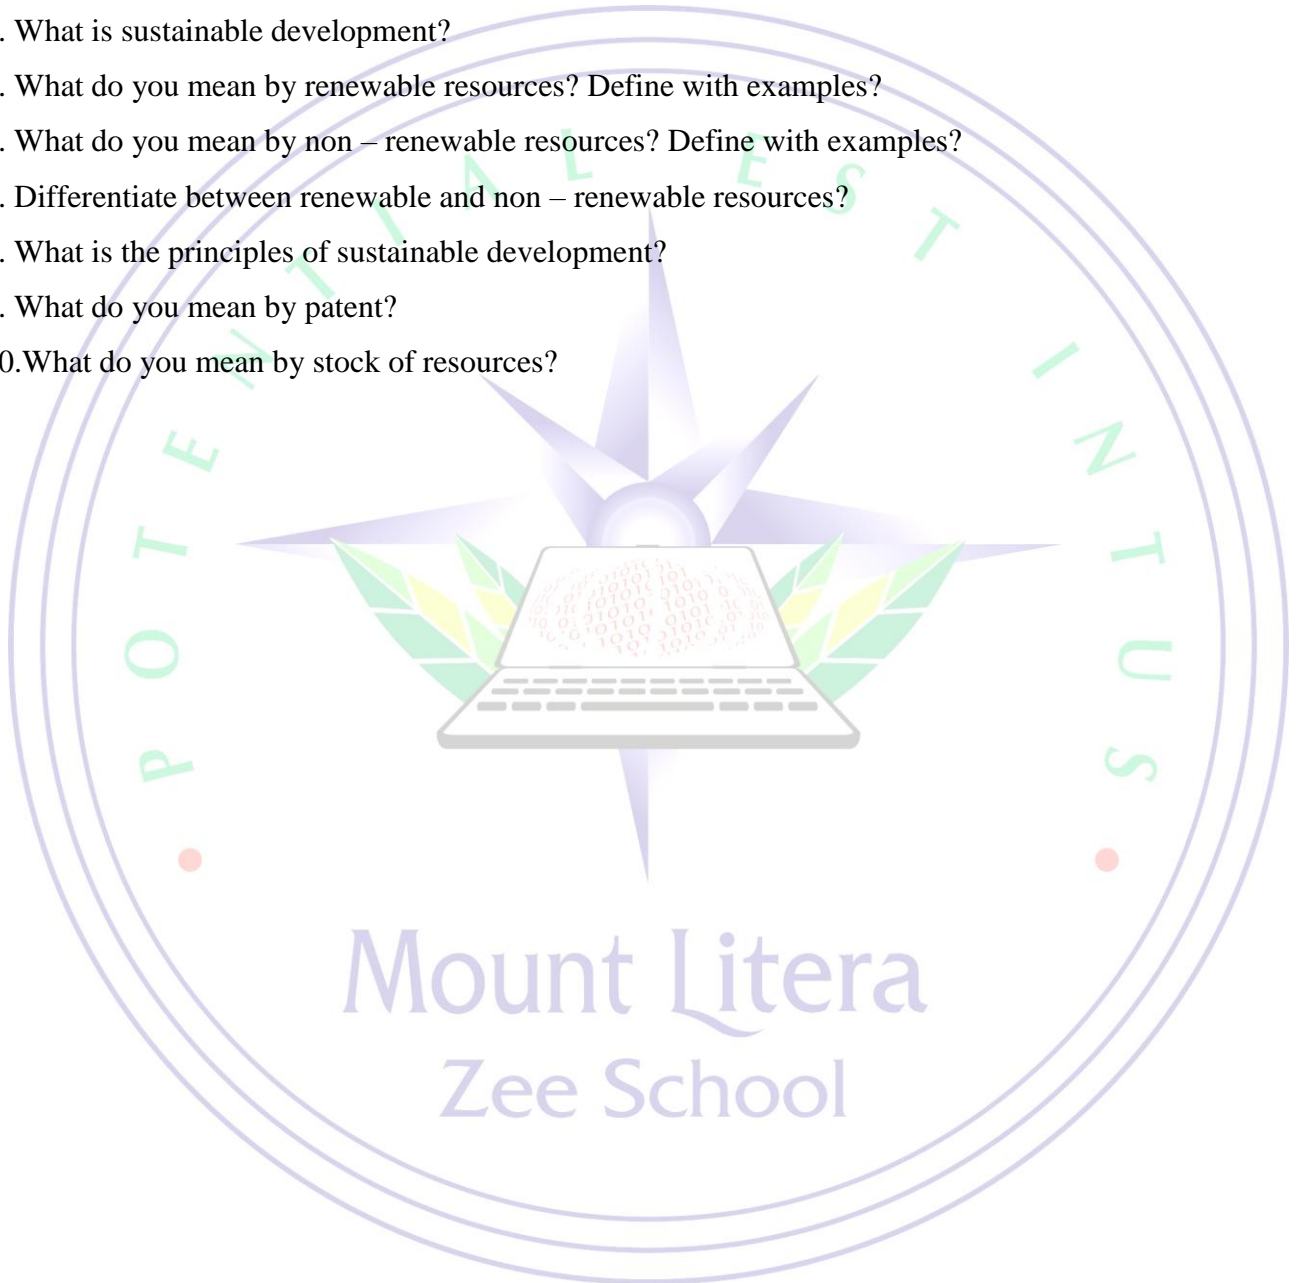 . What is sustainable development?
. What do you mean by renewable resources? Define with examples?
. What do you mean by non – renewable resources? Define with examples?
. Differentiate between renewable and non – renewable resources?
. What is the principles of sustainable development?
. What do you mean by patent?
0.What do you mean by stock of resources?
POTENTIAL EST INTUS
Mount Litera
Zee School